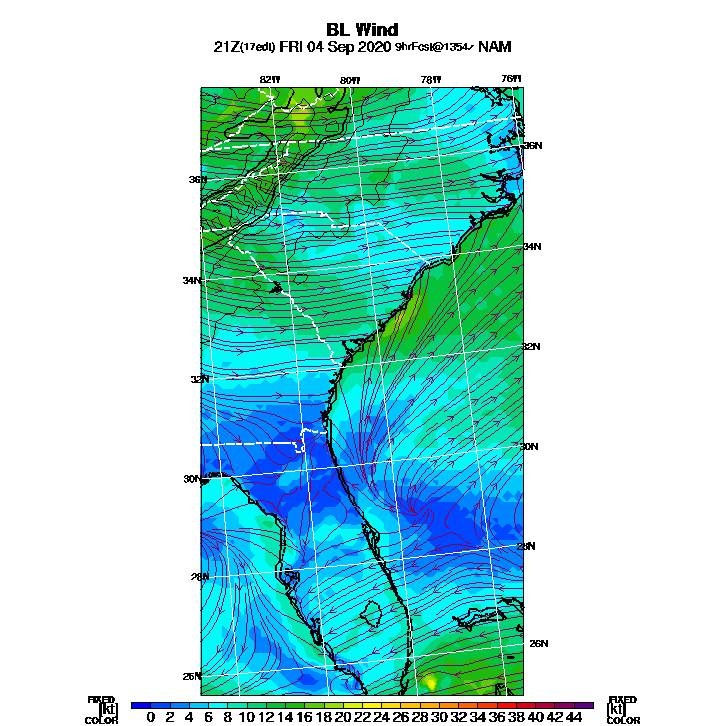 BL Wind
21Z(17edt) FRI 04 Sep 2020 9hrFcst@1354z NAM
82W 80W 78W 76W
36N
36N
34N
34N
32N
32N
30N
30N
28N
28N
26N
26N
FIXED FIXED
[kt] 0 2 4 6 8 10 12 14 16 18 20 22 24 26 28 30 32 34 36 38 40 42 44 [kt]
COLOR COLOR